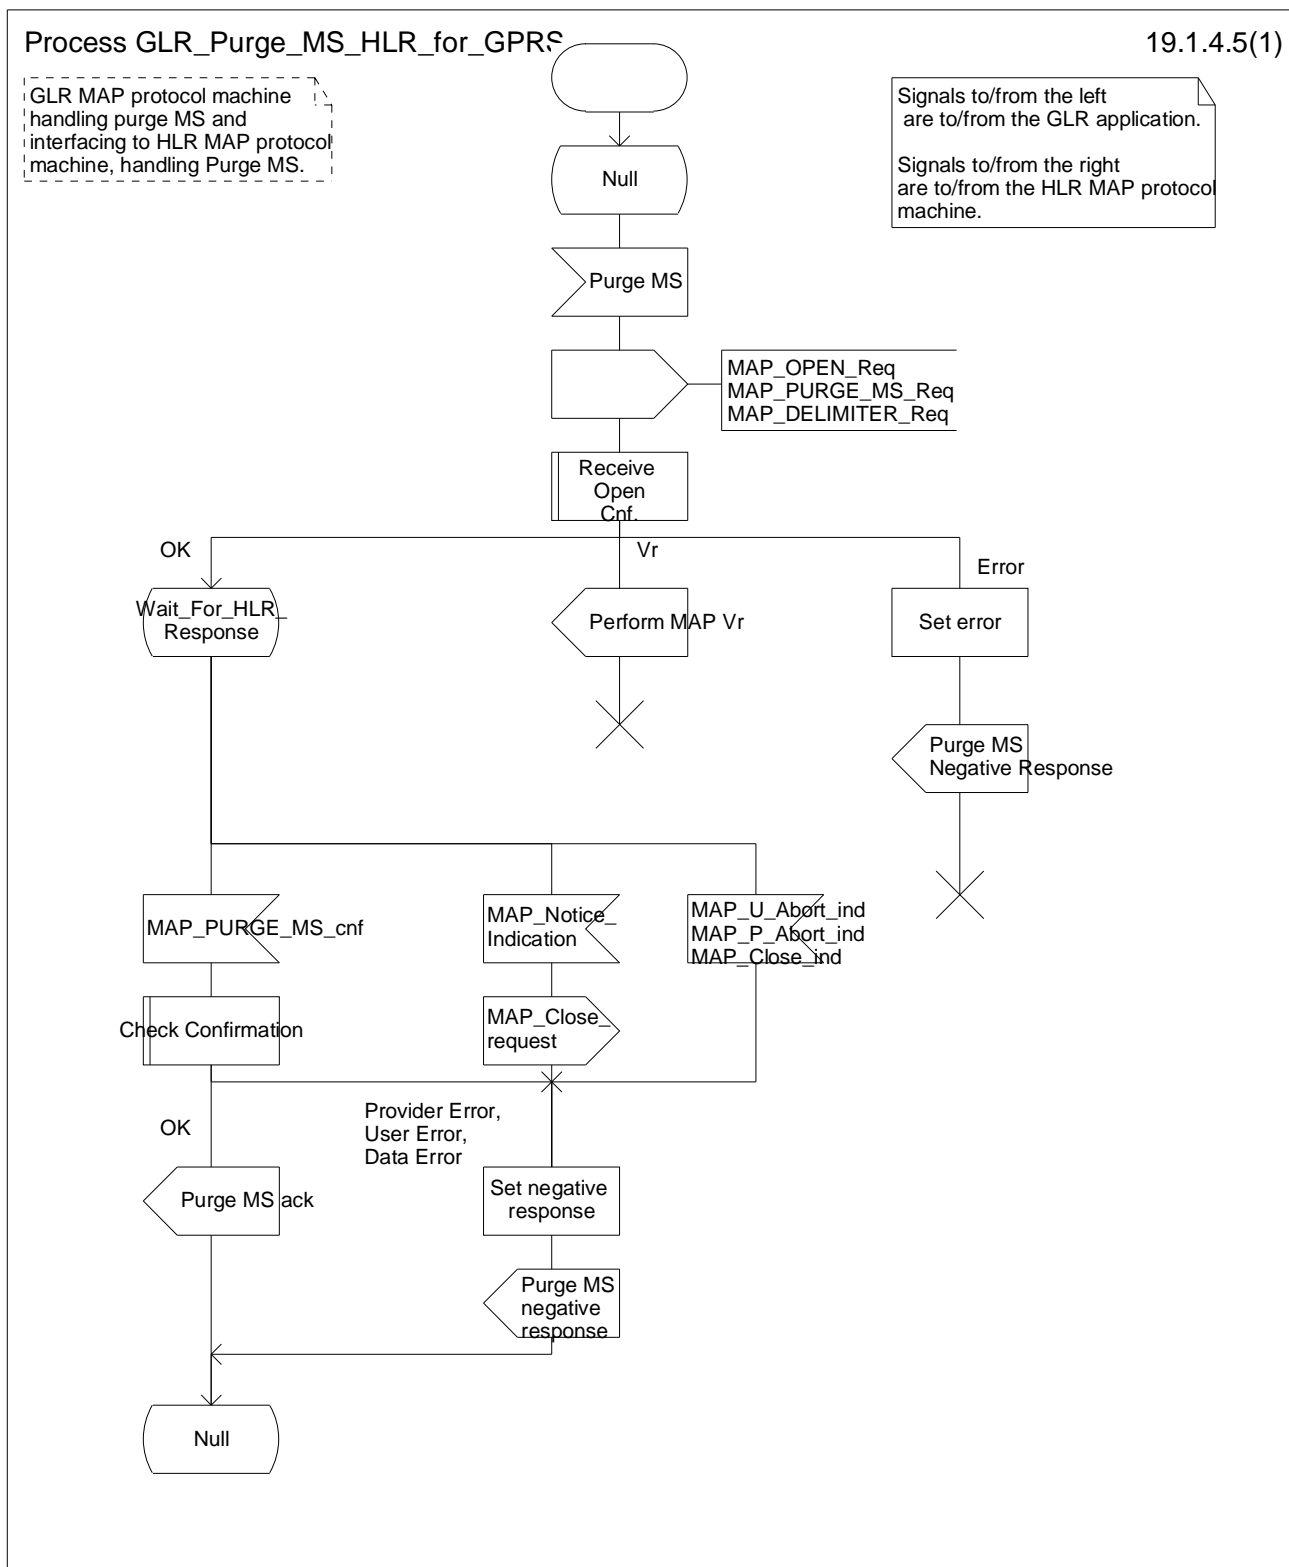 Process GLR_Purge_MS_HLR_for_GPRS
19.1.4.5(1)
GLR MAP protocol machine
handling purge MS and
interfacing to HLR MAP protocol
machine, handling Purge MS.
Signals to/from the left
are to/from the GLR application.
Signals to/from the right
are to/from the HLR MAP protocol
machine.
Null
Purge MS
MAP_OPEN_Req
MAP_PURGE_MS_Req
MAP_DELIMITER_Req
Receive
Open
Cnf.
OK
Vr
Error
Wait_For_HLR_
Response
Perform MAP Vr
Set error
Purge MS
Negative Response
MAP_PURGE_MS_cnf
MAP_Notice_
Indication
MAP_U_Abort_ind
MAP_P_Abort_ind
MAP_Close_ind
Check Confirmation
MAP_Close_
request
OK
Provider Error,
User Error,
Data Error
Purge MS ack
Set negative
response
Purge MS
negative
response
Null